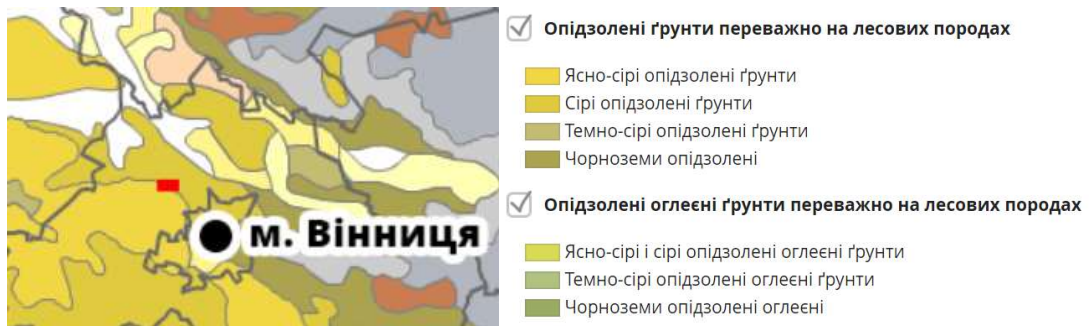 м. Вінниця
Опідзолені ґрунти переважно на лесових породах
Ясно-сірі опідзолені ґрунти
Сірі опідзолені ґрунти
Темно-сірі опідзолені ґрунти
Чорноземи опідзолені
Опідзолені оглеєні ґрунти переважно на лесових породах
Ясно-сірі і сірі опідзолені оглеєні ґрунти
Темно-сірі опідзолені оглеєні ґрунти
Чорноземи опідзолені оглеєні